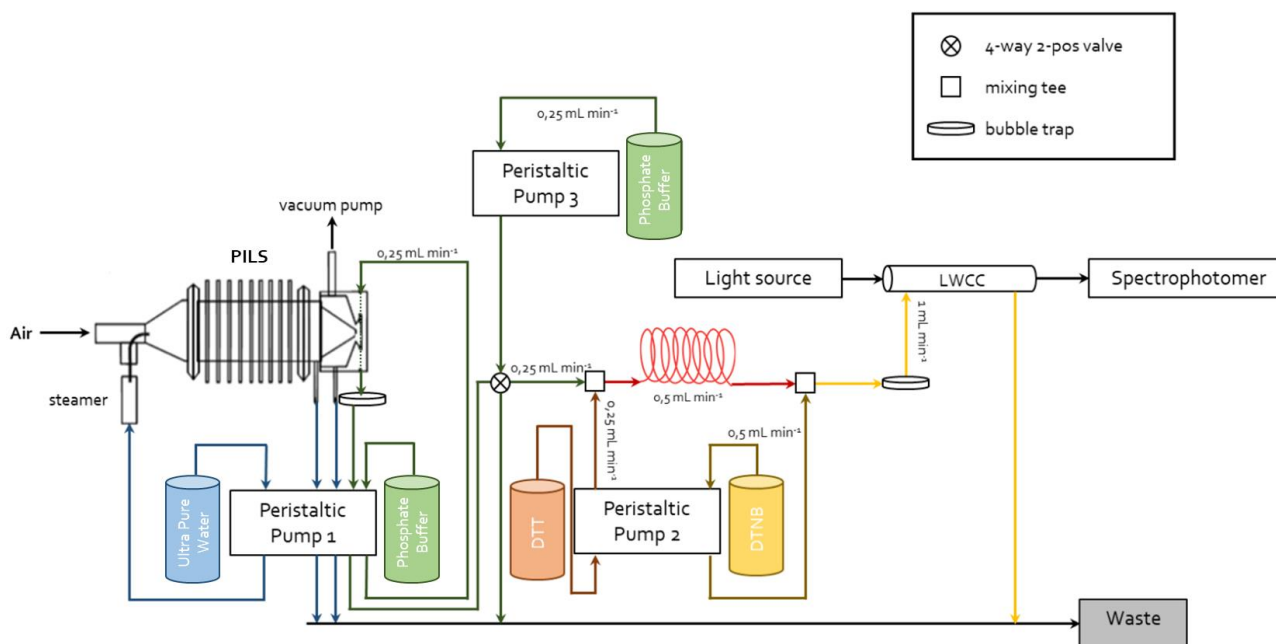 4-way 2-pos valve
mixing tee
bubble trap
0,25 mL min⁻¹
Peristaltic
Pump 3
Phosphate
Buffer
vacuum pump
PILS
0,25 mL min⁻¹
Light source
LWCC
Spectrophotomer
Air
1 mL min⁻¹
0,25 mL min⁻¹
0,5 mL min⁻¹
steamer
0,25 mL min⁻¹
0,5 mL min⁻¹
Ultra Pure
Water
Peristaltic
Pump 1
Phosphate
Buffer
DTT
Peristaltic
Pump 2
DTNB
Waste